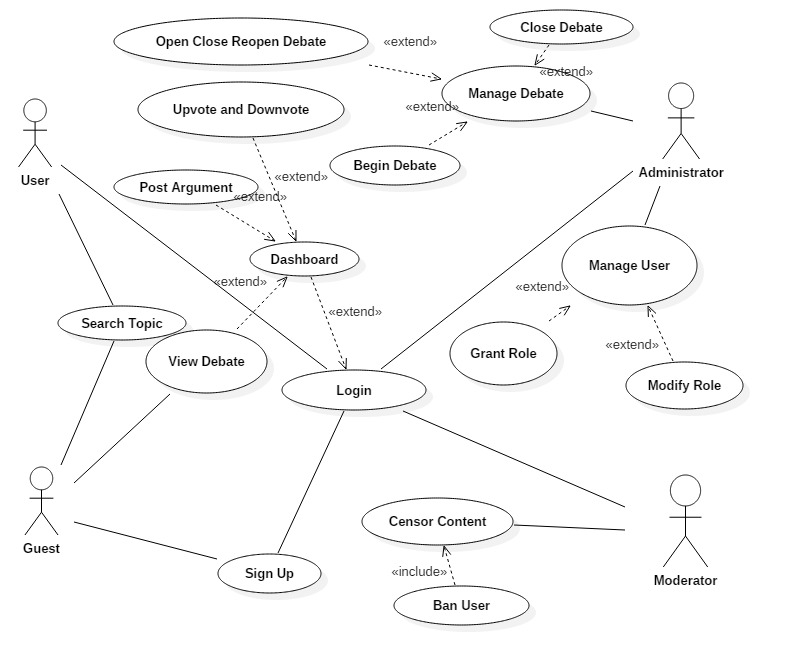 Close Debate
Open Close Reopen Debate
«extend»
«extend»
Manage Debate
Upvote and Downvote
«extend»
Begin Debate
Administrator
User
Post Argument
«extend»
«extend»
Dashboard
Manage User
«extend»
«extend»
«extend»
Search Topic
View Debate
Grant Role
«extend»
Login
Modify Role
Censor Content
Guest
Sign Up
«include»
Moderator
Ban User